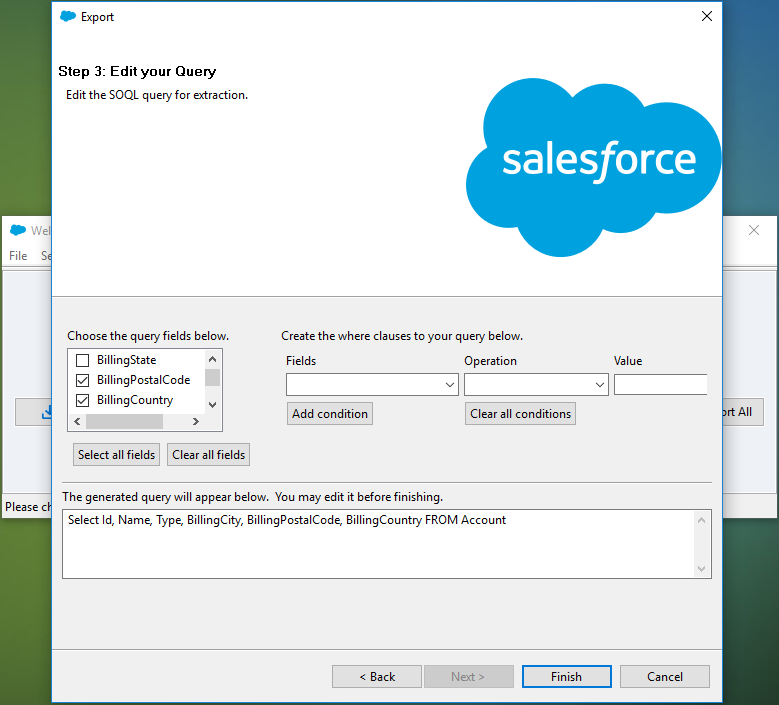 Export
Step 3: Edit your Query
Edit the SOQL query for extraction.
salesforce
Wel
File Se
Choose the query fields below.
Create the where clauses to your query below.
BillingState
BillingPostalCode
BillingCountry
Fields Operation Value
Add condition Clear all conditions
ort All
Select all fields Clear all fields
The generated query will appear below. You may edit it before finishing.
Please ch
Select Id, Name, Type, BillingCity, BillingPostalCode, BillingCountry FROM Account
< Back Next > Finish Cancel